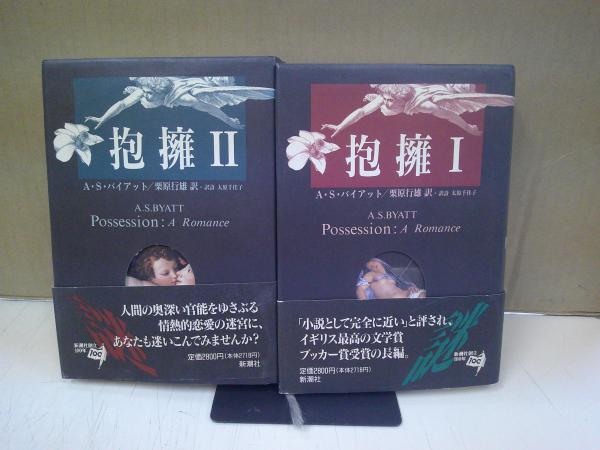 抱擁 II
A・S・バイアット／栗原行雄 訳・訳詩 太原千佳子
A.S.BYATT
Possession: A Romance
人間の奥深い官能をゆさぶる
情熱的恋愛の迷宮に、
あなたも迷いこんでみませんか?
定価2800円(本体2718円)
新潮社
新潮社創立
100年
100
抱擁 I
A・S・バイアット／栗原行雄 訳・訳詩 太原千佳子
A.S.BYATT
Possession: A Romance
「小説として完全に近い」と評され、
イギリス最高の文学賞
ブッカー賞受賞の長編。
定価2800円(本体2718円)
新潮社
新潮社創立
100年
100